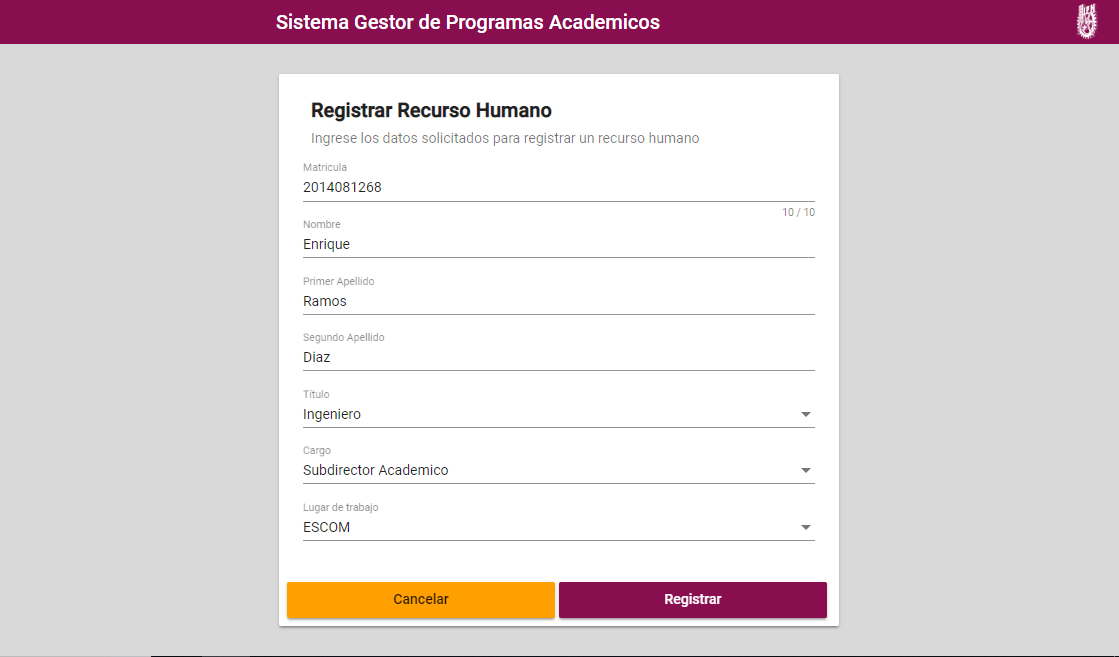 Sistema Gestor de Programas Academicos
Registrar Recurso Humano
Ingrese los datos solicitados para registrar un recurso humano
Matricula
2014081268
10 / 10
Nombre
Enrique
Primer Apellido
Ramos
Segundo Apellido
Diaz
Título
Ingeniero
Cargo
Subdirector Academico
Lugar de trabajo
ESCOM
Cancelar
Registrar